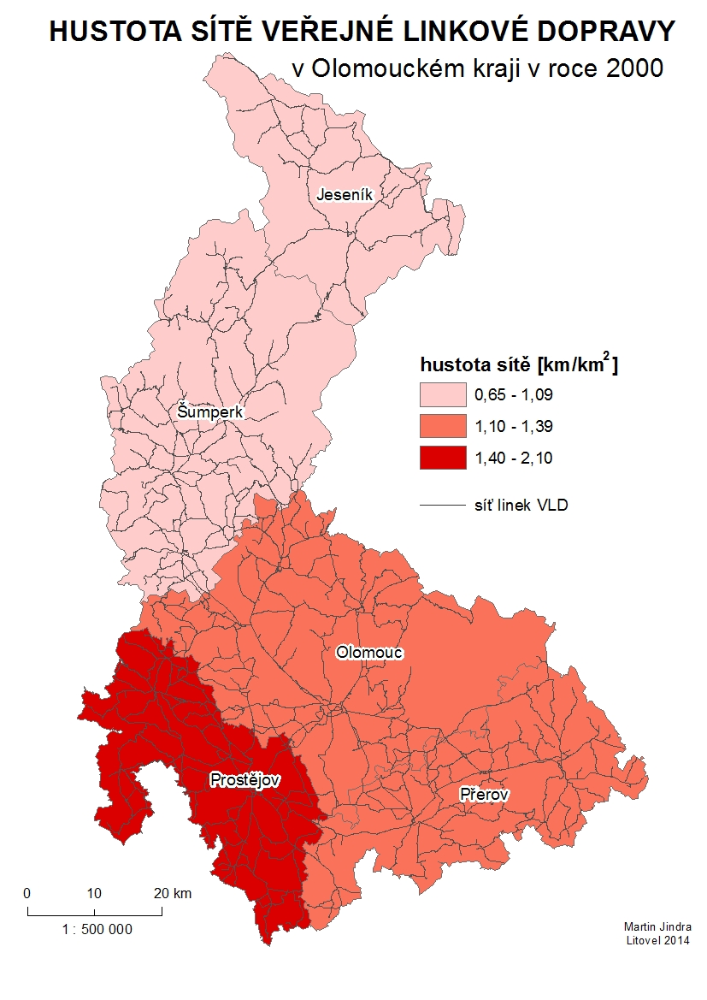 HUSTOTA SÍTĚ VEŘEJNÉ LINKOVÉ DOPRAVY
v Olomouckém kraji v roce 2000
Jeseník
hustota sítě [km/km²]
0,65 - 1,09
1,10 - 1,39
1,40 - 2,10
síť linek VLD
Šumperk
Olomouc
Prostějov
Přerov
0 10 20 km
1 : 500 000
Martin Jindra
Litovel 2014